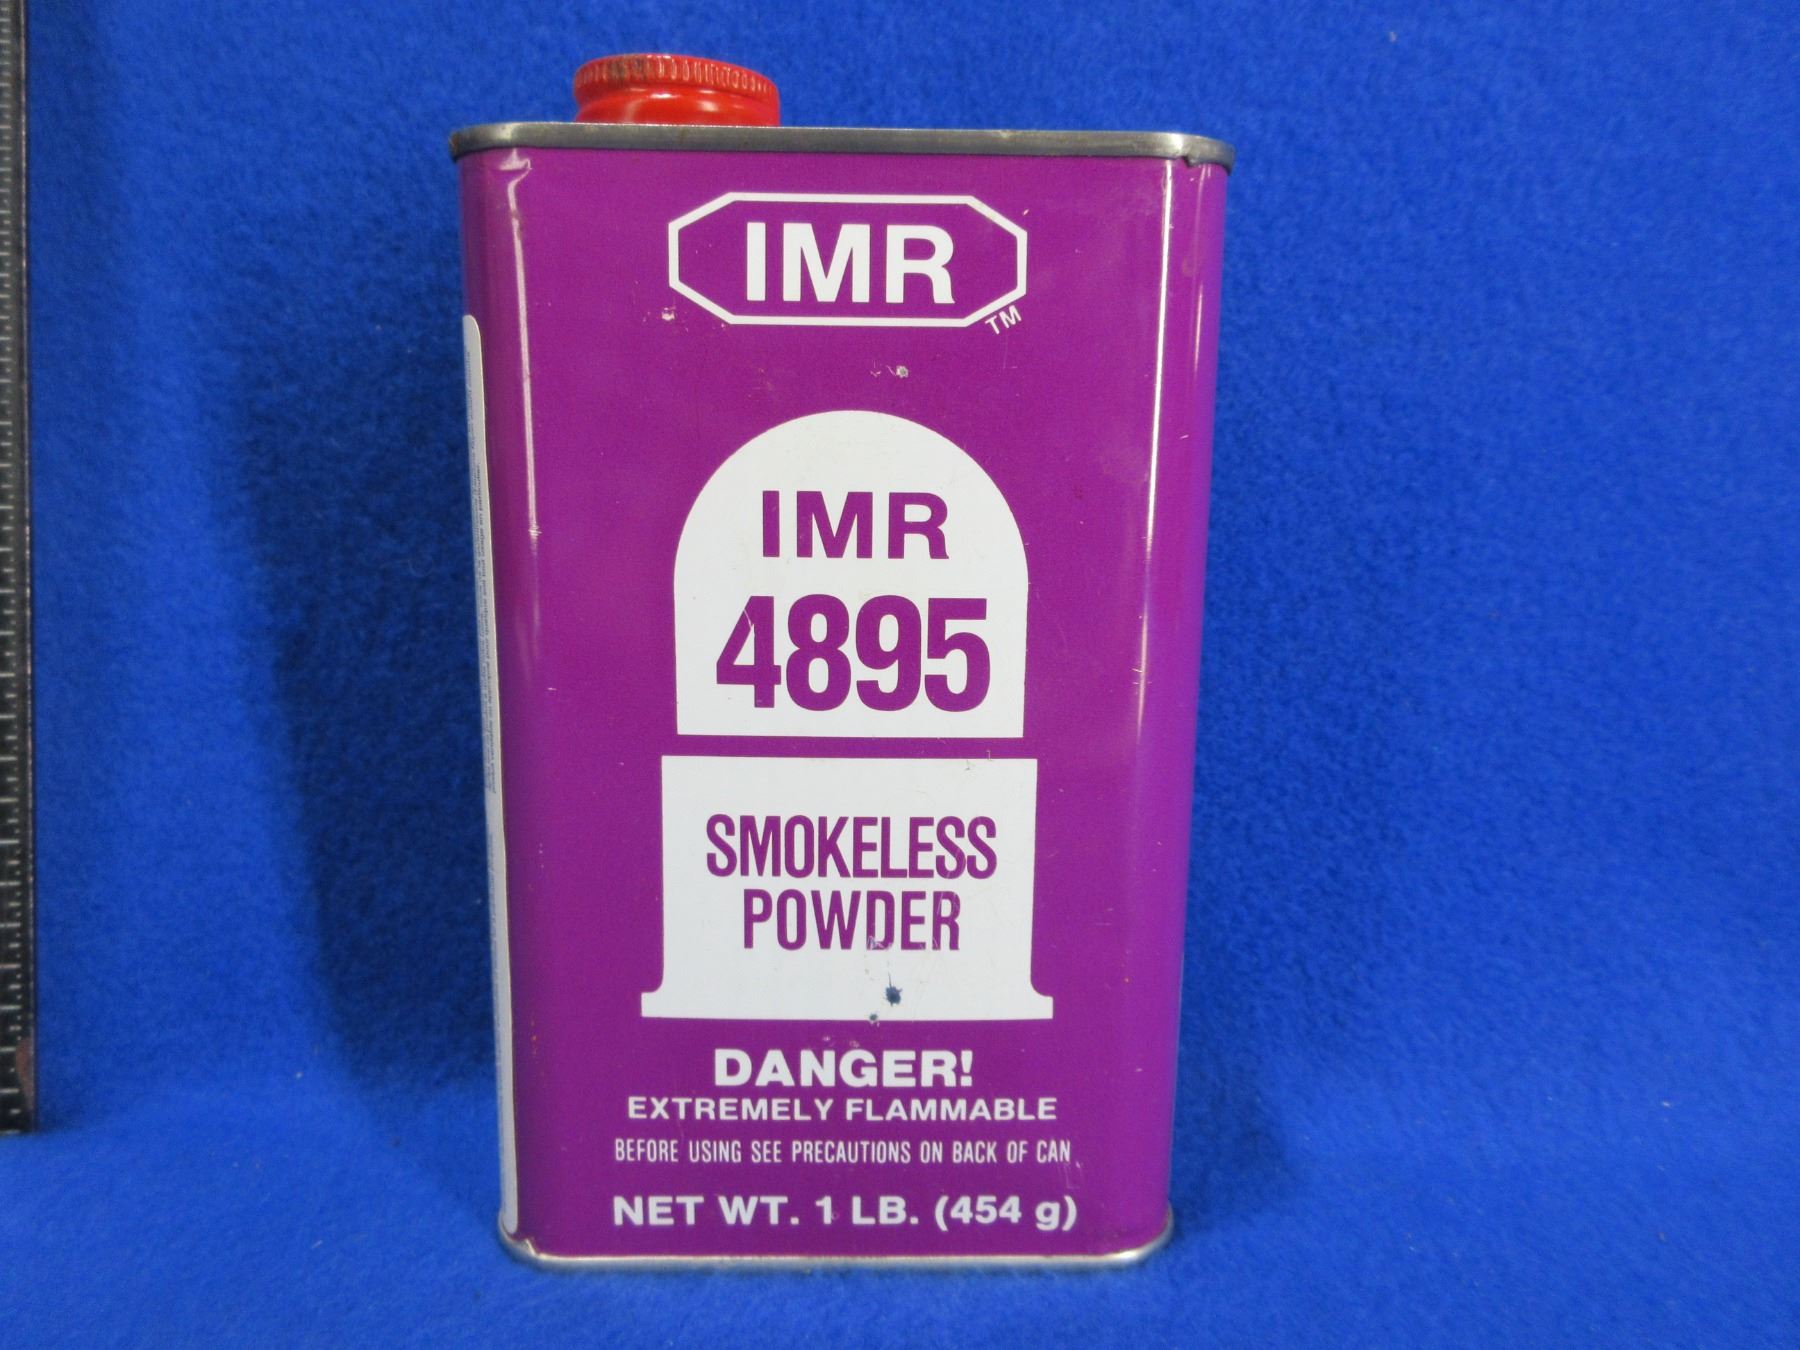 IMR
TM
IMR
4895
SMOKELESS
POWDER
DANGER!
EXTREMELY FLAMMABLE
BEFORE USING SEE PRECAUTIONS ON BACK OF CAN
NET WT. 1 LB. (454 g)